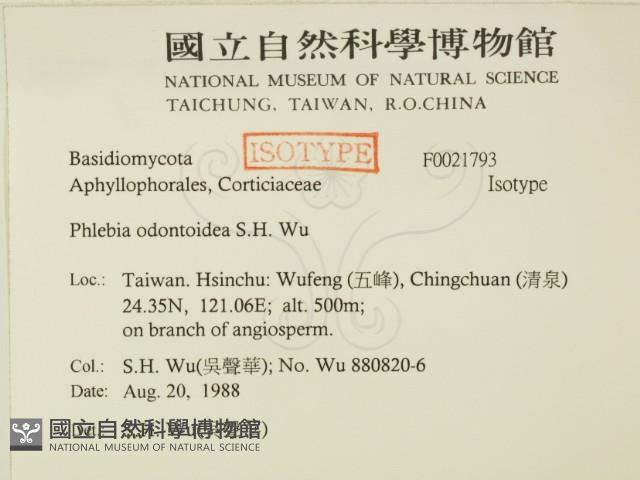 國立自然科學博物館
NATIONAL MUSEUM OF NATURAL SCIENCE
TAICHUNG, TAIWAN, R.O.CHINA
ISOTYPE
Basidiomycota F0021793
Aphyllophorales, Corticiaceae Isotype
Phlebia odontoidea S.H. Wu
Loc.: Taiwan. Hsinchu: Wufeng (五峰), Chingchuan (清泉)
24.35N, 121.06E; alt. 500m;
on branch of angiosperm.
Col.: S.H. Wu(吳聲華); No. Wu 880820-6
Date: Aug. 20, 1988
國立自然科學博物館
NATIONAL MUSEUM OF NATURAL SCIENCE